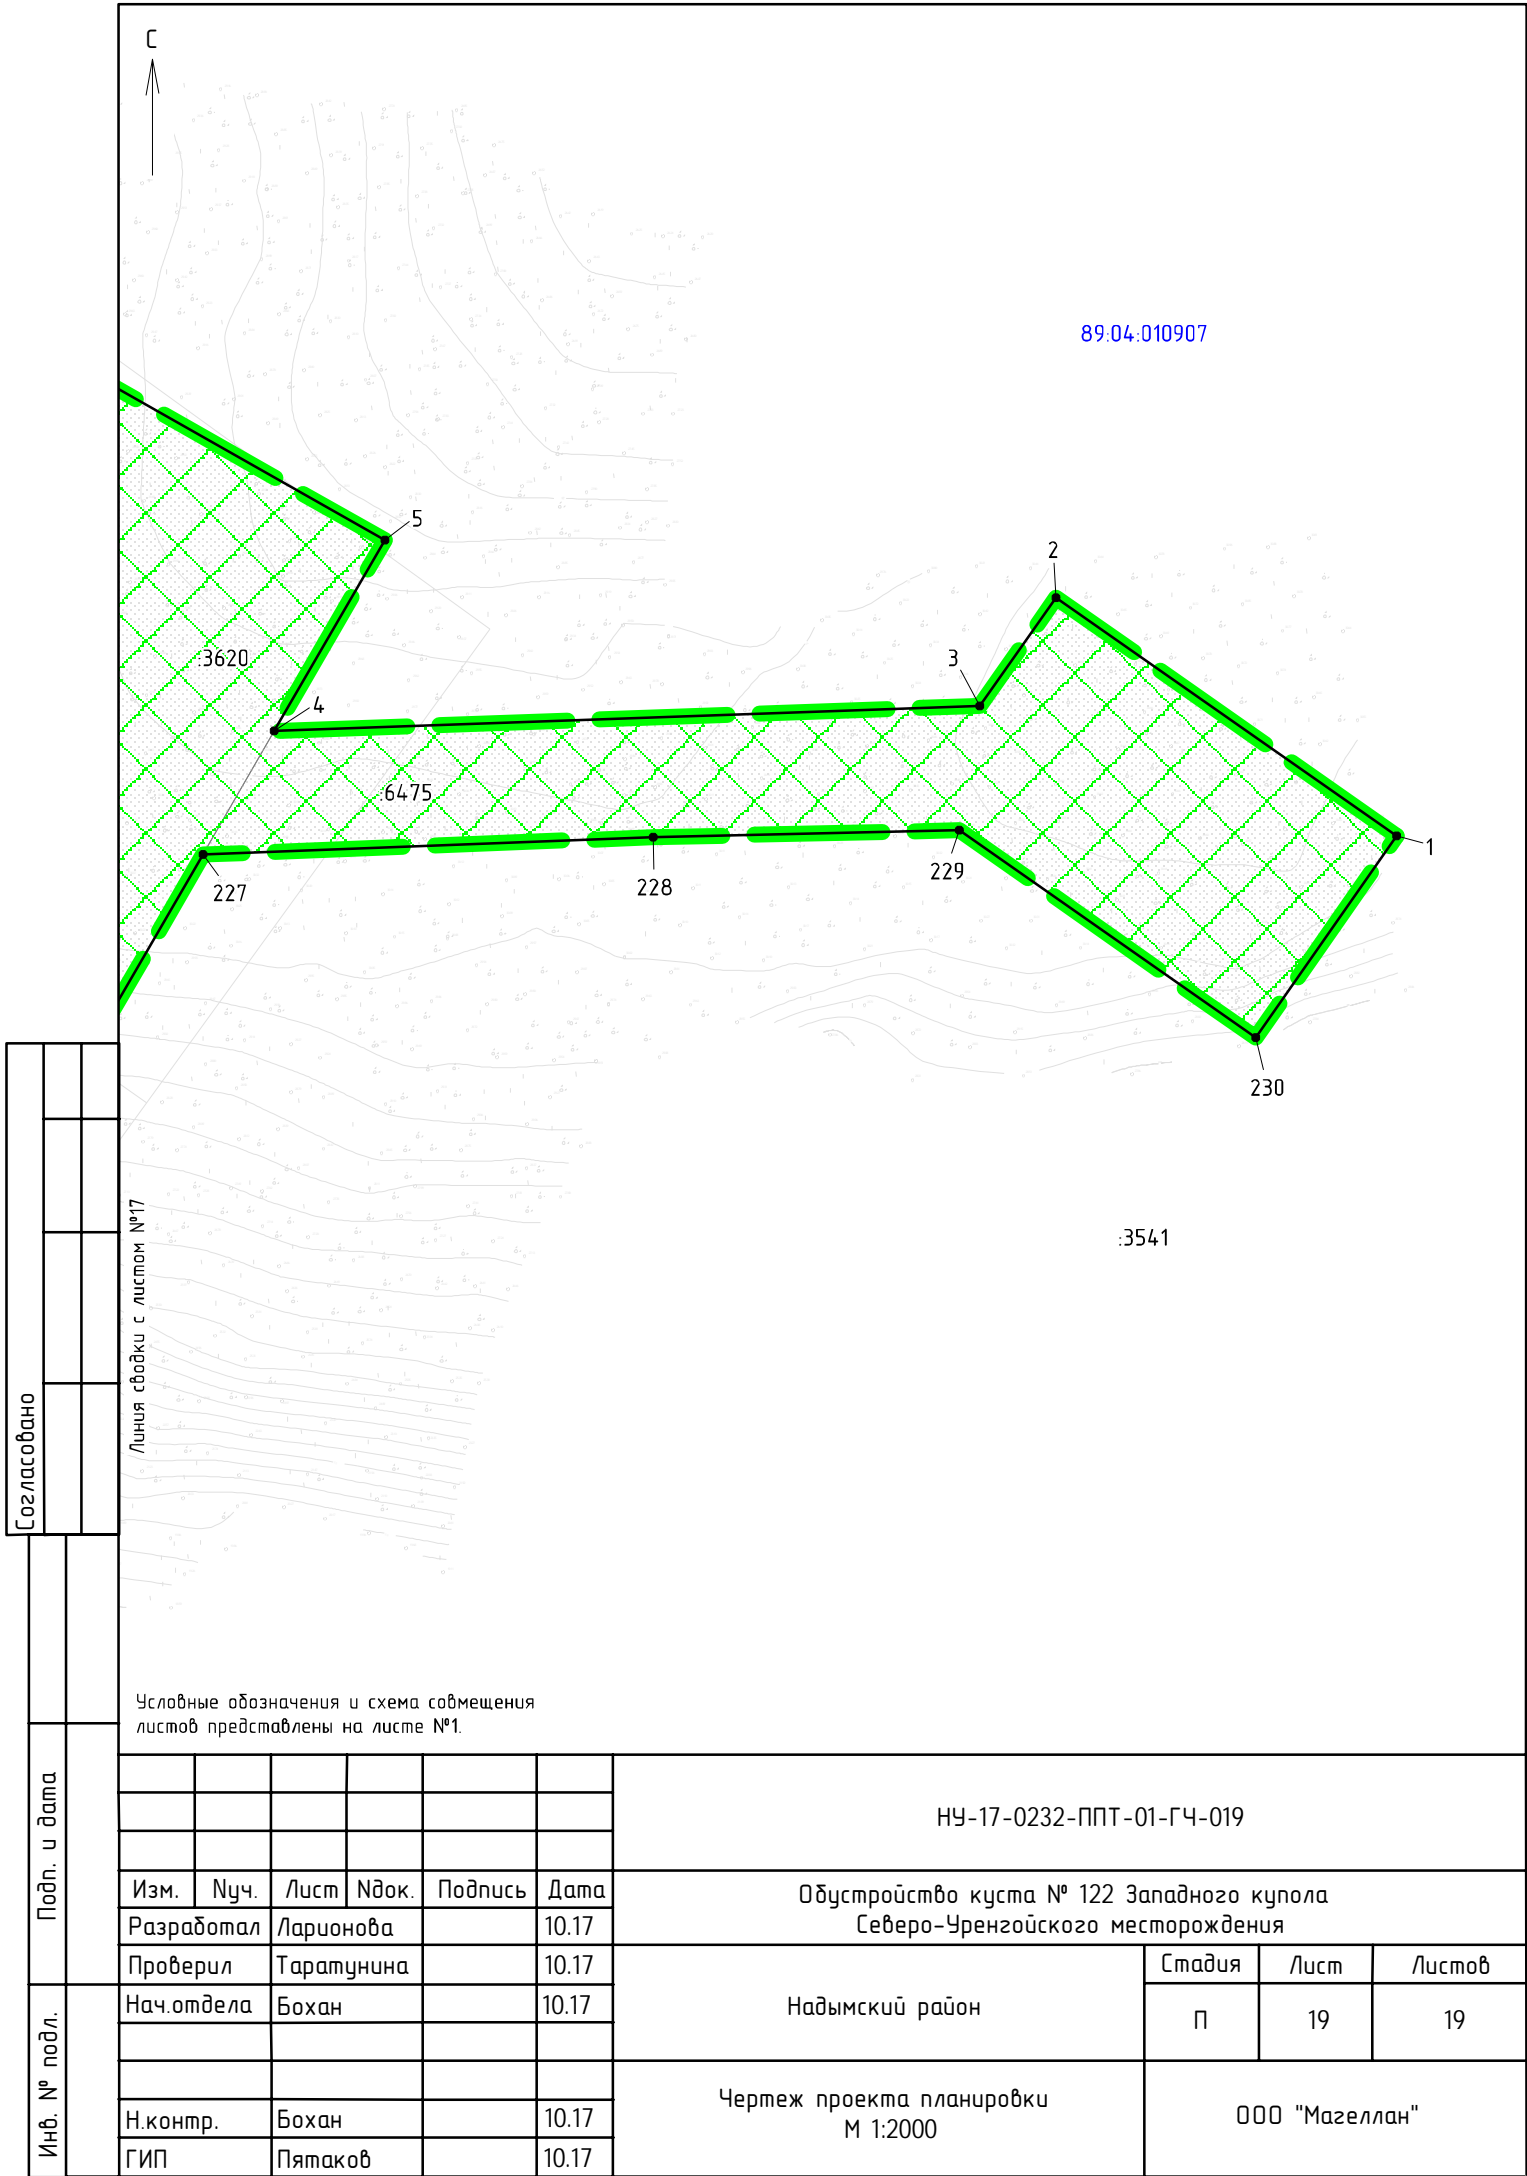 С
89:04:010907
5
2
3
:3620
4
:6475
1
227
228
229
230
:3541
Линия сводки с листом №17
Согласовано
Подп. и дата
Инв. № подл.
Условные обозначения и схема совмещения
листов представлены на листе №1.
НУ-17-0232-ППТ-01-ГЧ-019
Изм. Nуч. Лист Nдок. Подпись Дата
Обустройство куста № 122 Западного купола
Северо-Уренгойского месторождения
Разработал Ларионова 10.17
Проверил Таратунина 10.17
Нач.отдела Бохан 10.17
Надымский район
Стадия Лист Листов
П 19 19
Чертеж проекта планировки
М 1:2000
ООО "Магеллан"
Н.контр. Бохан 10.17
ГИП Пятаков 10.17